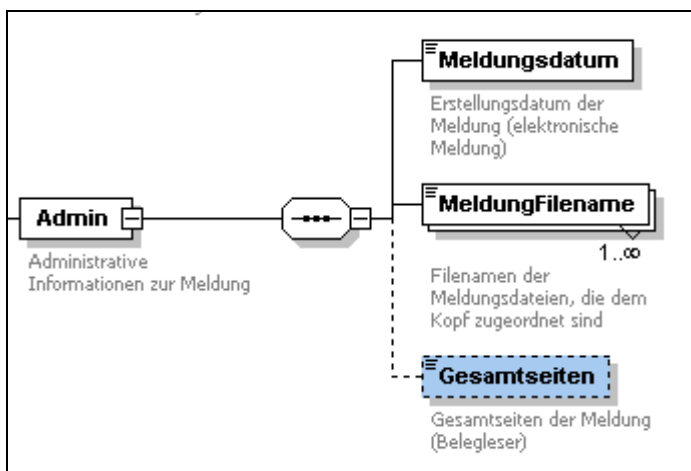 Meldungsdatum
Erstellungsdatum der
Meldung (elektronische
Meldung)
Admin
Administrative
Informationen zur Meldung
MeldungFilename
1..∞
Filenamen der
Meldungsdateien, die dem
Kopf zugeordnet sind
Gesamtseiten
Gesamtseiten der Meldung
(Belegleser)